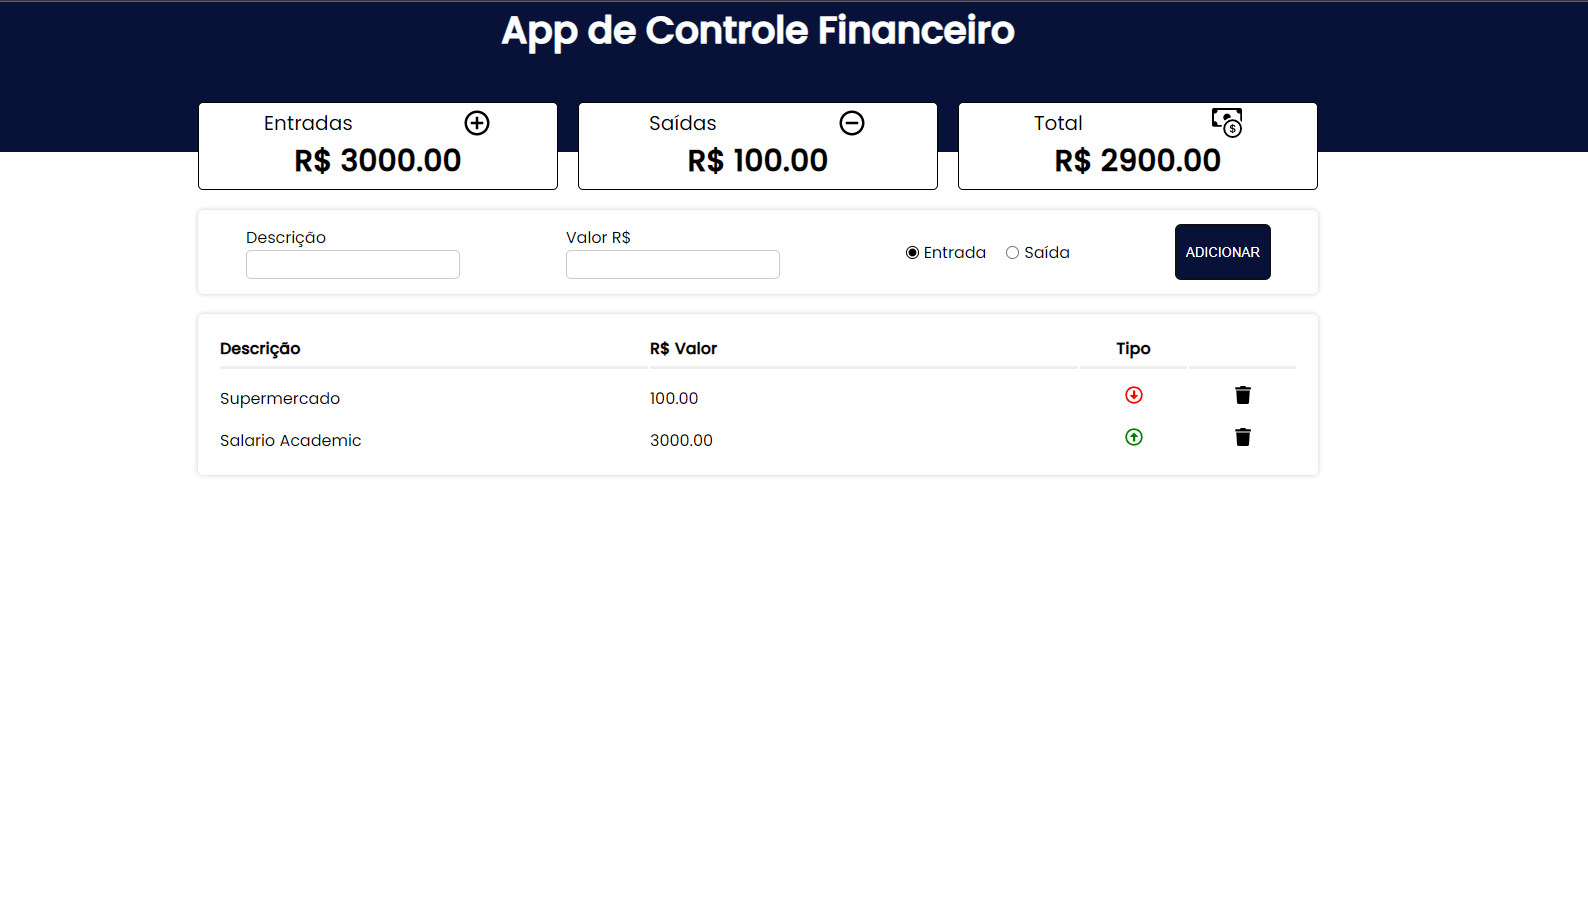 App de Controle Financeiro
Entradas
R$ 3000.00
Saídas
R$ 100.00
Total
R$ 2900.00
Descrição
Valor R$
Entrada Saída
ADICIONAR
Descrição R$ Valor Tipo
Supermercado 100.00
Salario Academic 3000.00